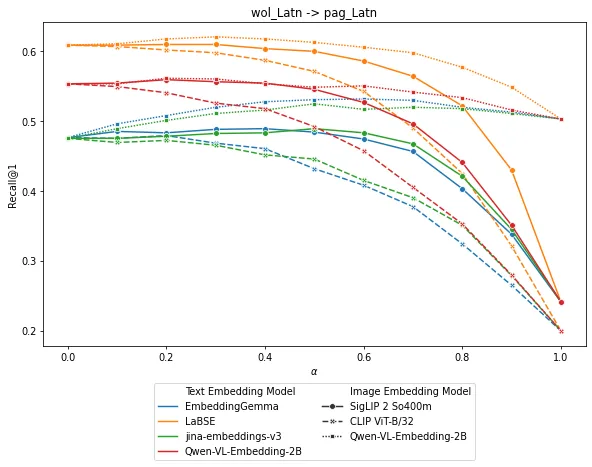 wol_Latn -> pag_Latn
Recall@1
0.6
0.5
0.4
0.3
0.2
0.0 0.2 0.4 0.6 0.8 1.0
α
Text Embedding Model
EmbeddingGemma
LaBSE
jina-embeddings-v3
Qwen-VL-Embedding-2B
Image Embedding Model
SigLIP 2 So400m
CLIP ViT-B/32
Qwen-VL-Embedding-2B